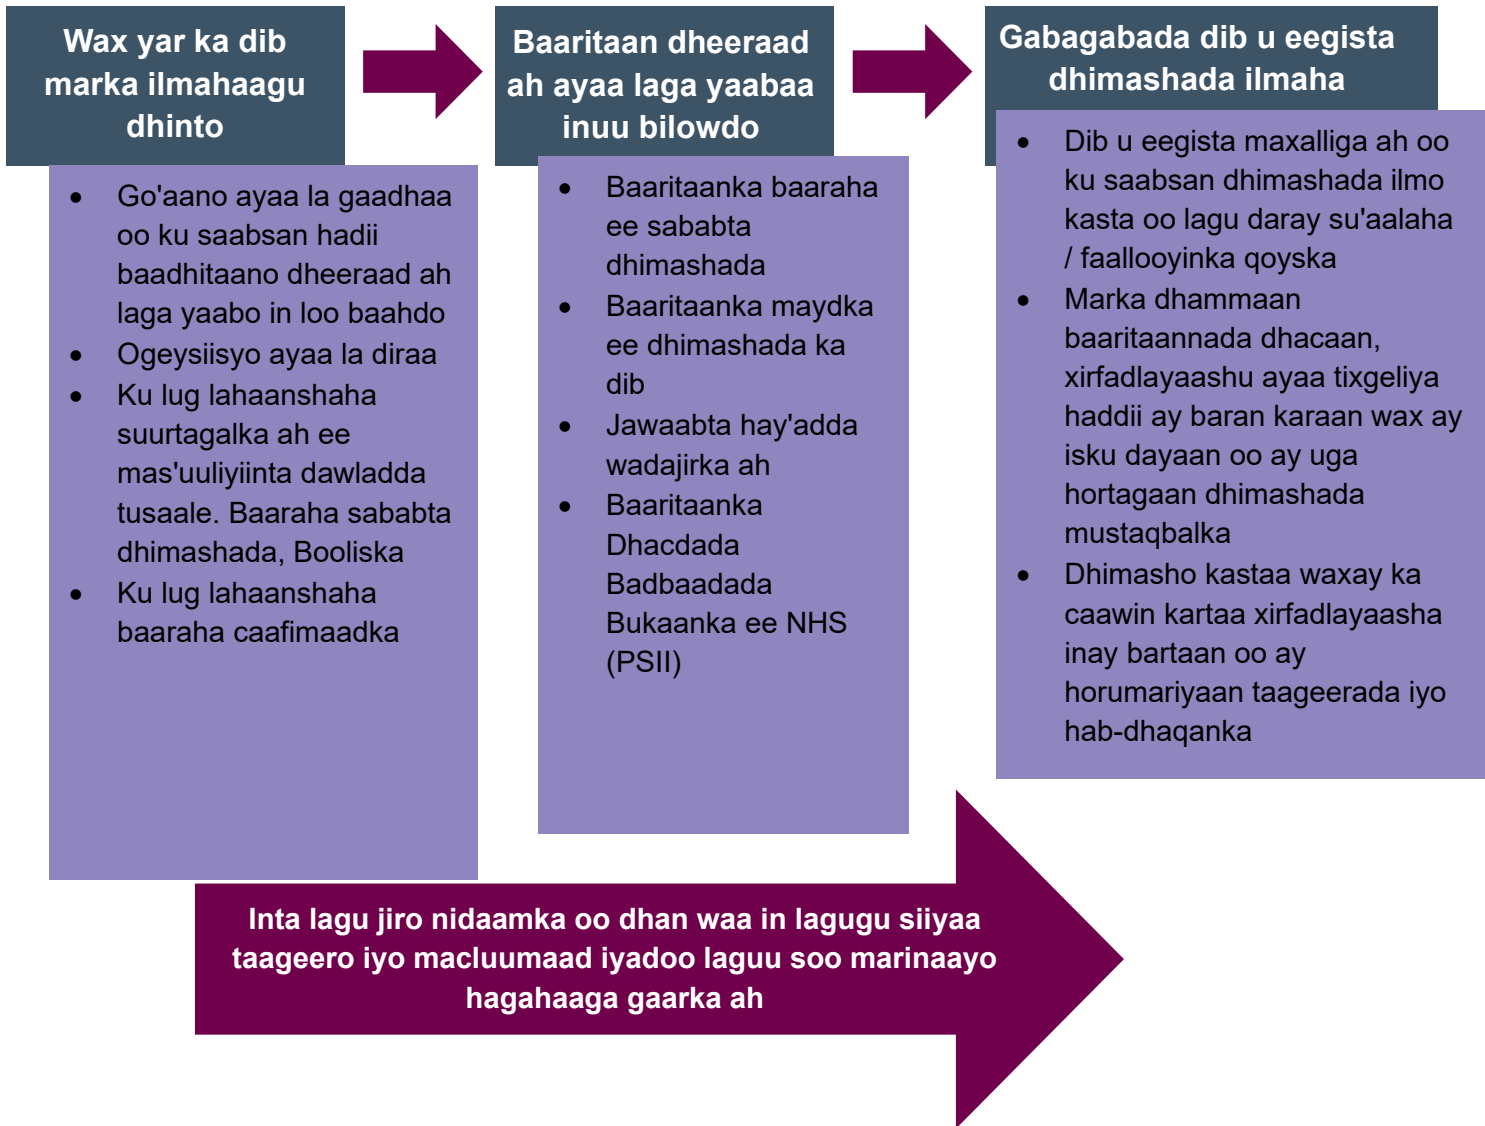 Wax yar ka dib
marka ilmahaagu
dhinto
Go'aano ayaa la gaadhaa
oo ku saabsan hadii
baadhitaano dheeraad ah
laga yaabo in loo baahdo
Ogeysiisyo ayaa la diraa
Ku lug lahaanshaha
suurtagalka ah ee
mas'uuliyiinta dawladda
tusaale. Baaraha sababta
dhimashada, Booliska
Ku lug lahaanshaha
baaraha caafimaadka
Baaritaan dheeraad
ah ayaa laga yaabaa
inuu bilowdo
Baaritaanka baaraha
ee sababta
dhimashada
Baaritaanka maydka
ee dhimashada ka
dib
Jawaabta hay'adda
wadajirka ah
Baaritaanka
Dhacdada
Badbaadada
Bukaanka ee NHS
(PSII)
Gabagabada dib u eegista
dhimashada ilmaha
Dib u eegista maxalliga ah oo
ku saabsan dhimashada ilmo
kasta oo lagu daray su'aalaha
/ faallooyinka qoyska
Marka dhammaan
baaritaannada dhacaan,
xirfadlayaashu ayaa tixgeliya
haddii ay baran karaan wax ay
isku dayaan oo ay uga
hortagaan dhimashada
mustaqbalka
Dhimasho kastaa waxay ka
caawin kartaa xirfadlayaasha
inay bartaan oo ay
horumariyaan taageerada iyo
hab-dhaqanka
Inta lagu jiro nidaamka oo dhan waa in lagugu siiyaa
taageero iyo macluumaad iyadoo laguu soo marinaayo
hagahaaga gaarka ah